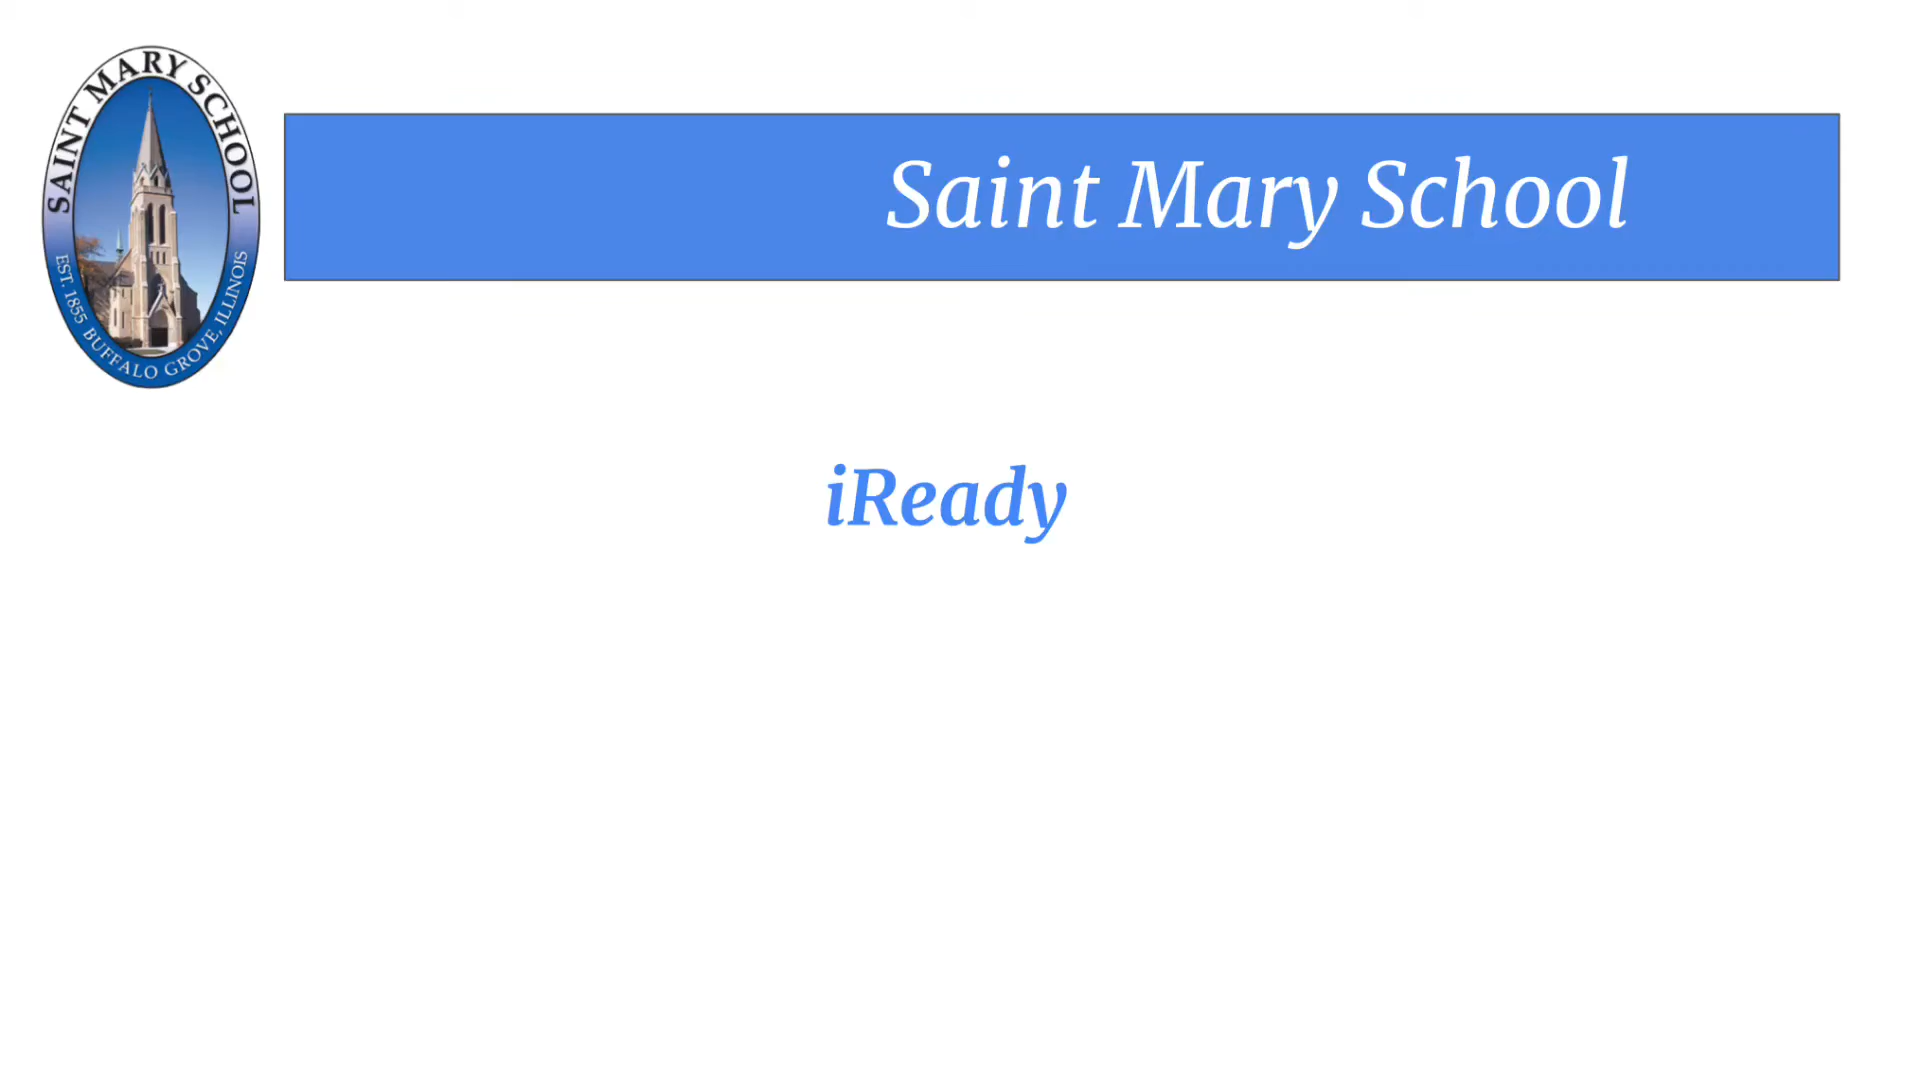 SAINT MARY SCHOOL
EST. 1855 BUFFALO GROVE, ILLINOIS
Saint Mary School
iReady